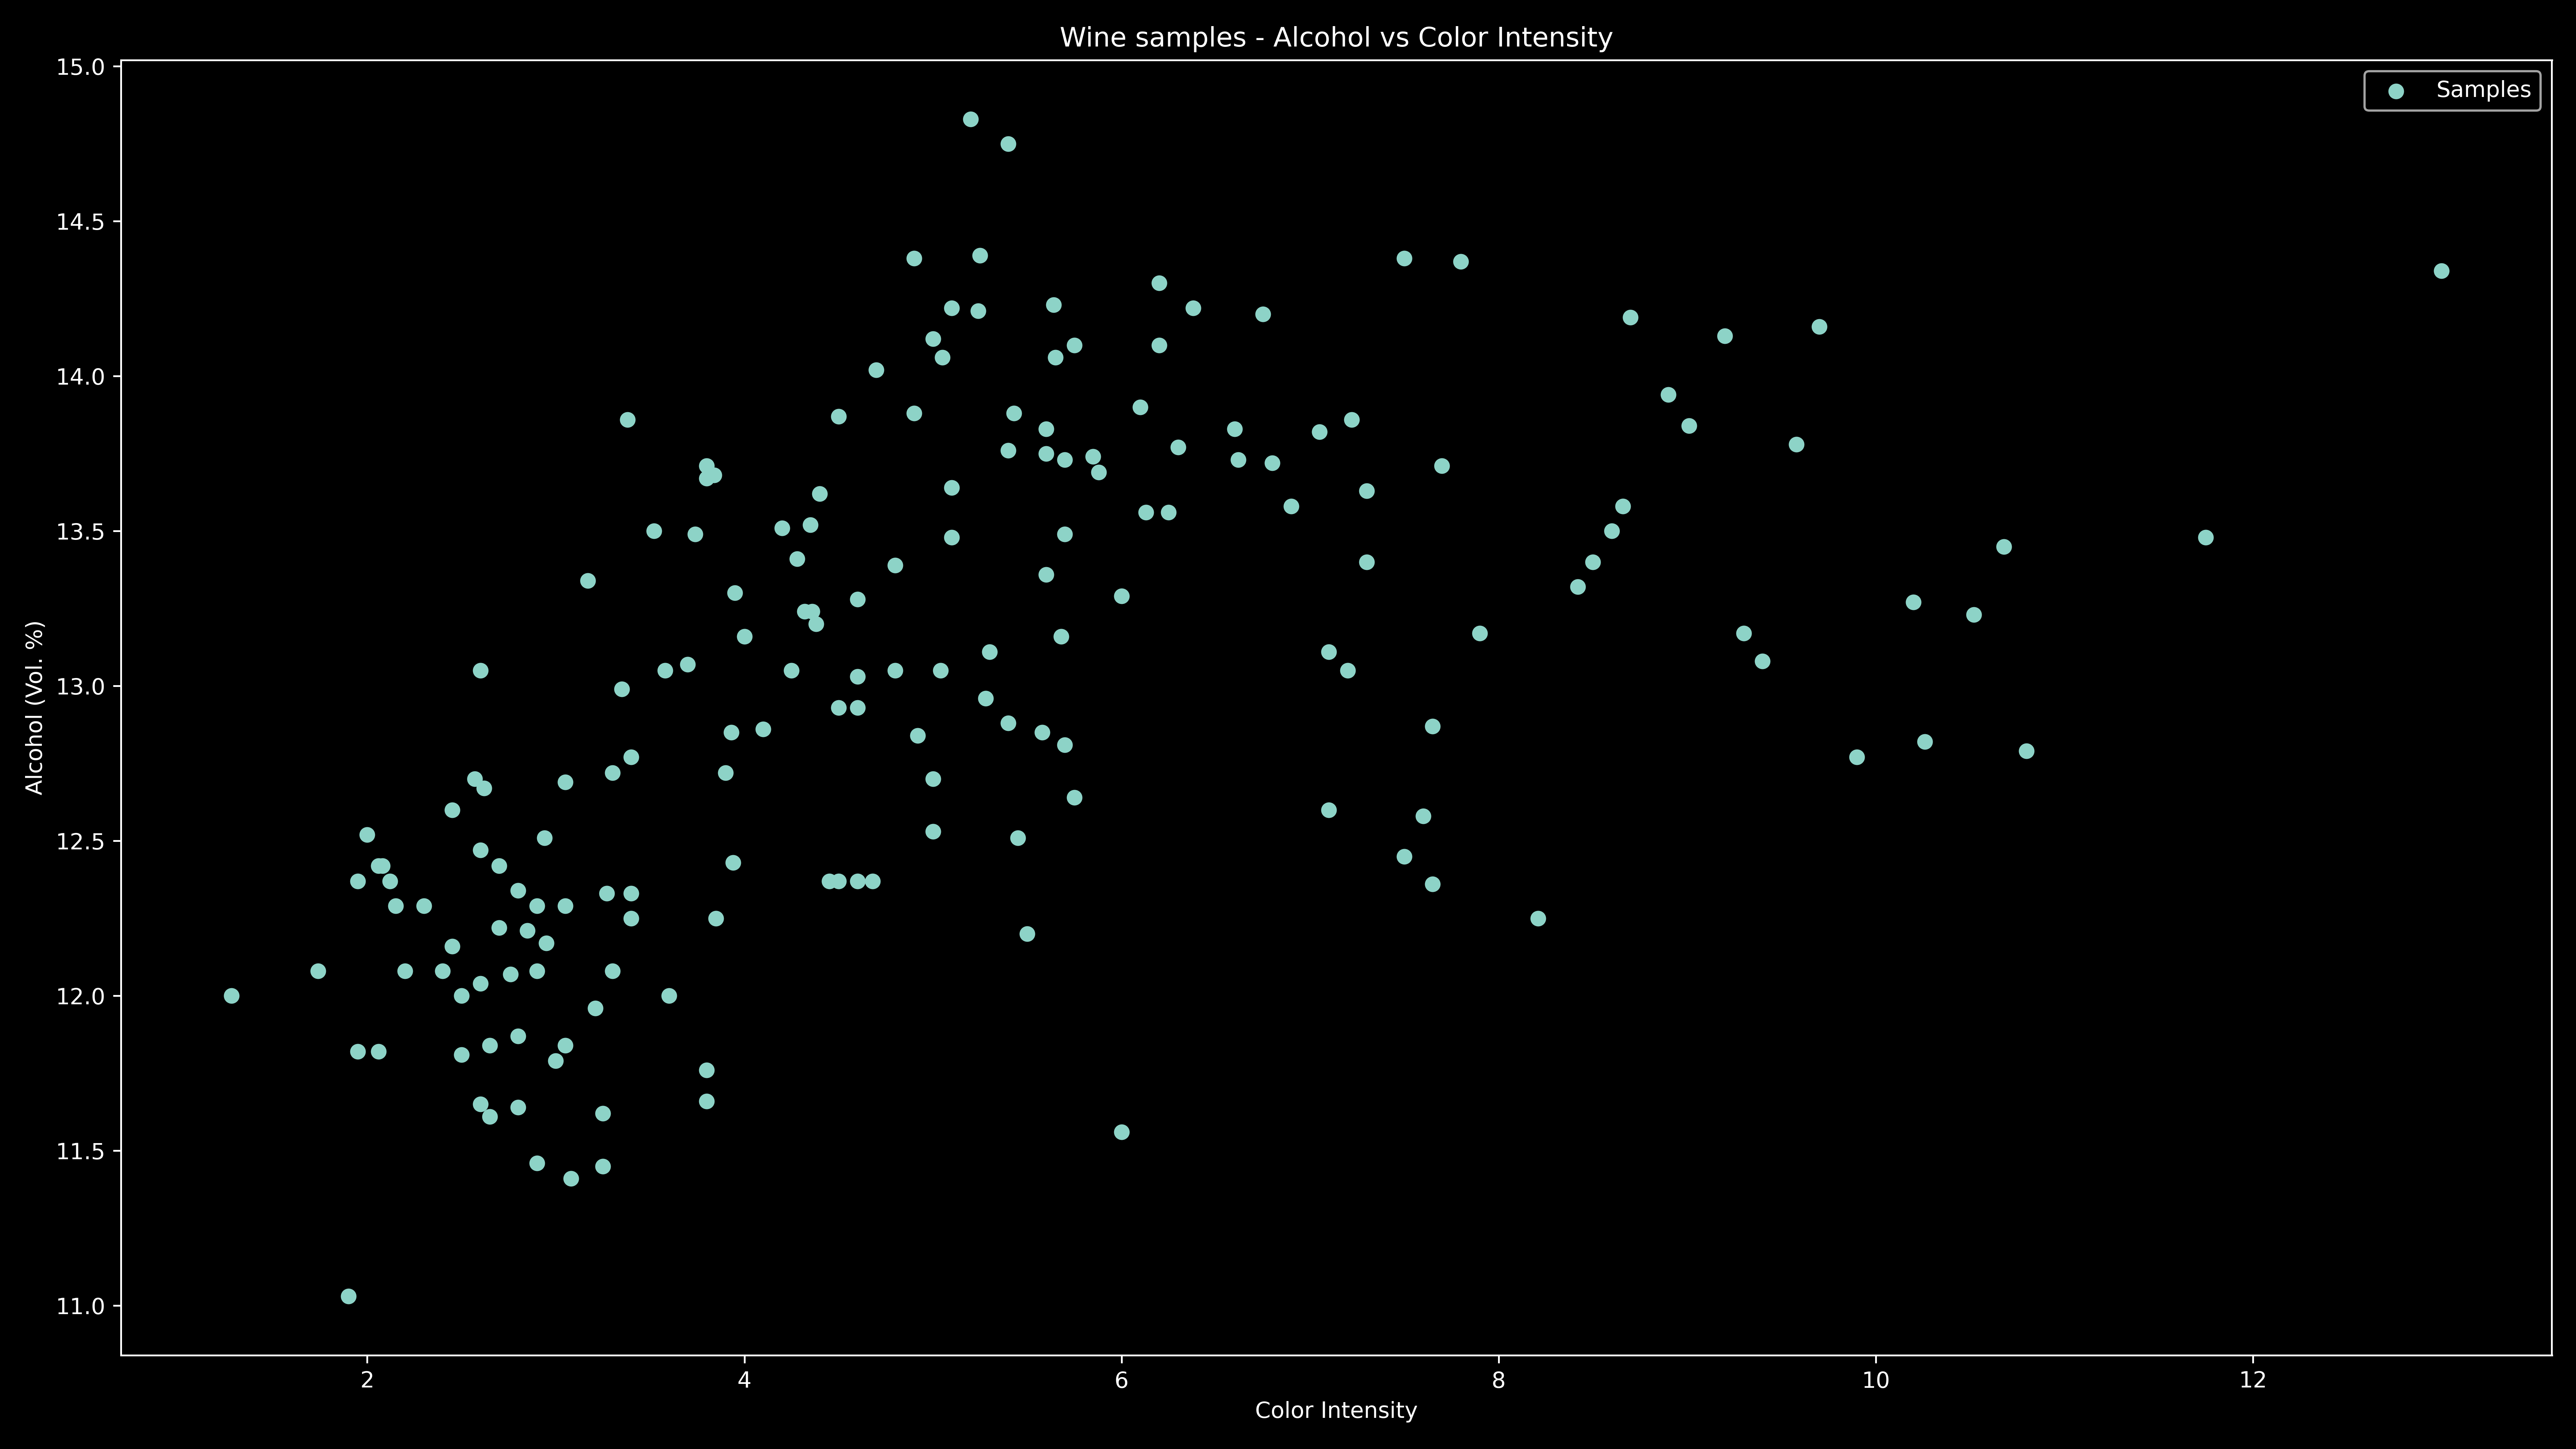 Wine samples - Alcohol vs Color Intensity
Samples
15.0
14.5
14.0
13.5
13.0
12.5
12.0
11.5
11.0
Alcohol (Vol. %)
2 4 6 8 10 12
Color Intensity